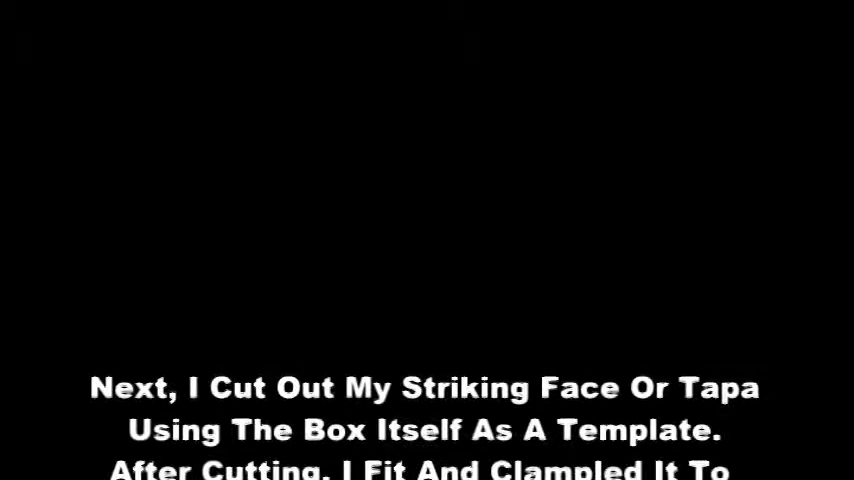 Next, I Cut Out My Striking Face Or Tapa
Using The Box Itself As A Template.
After Cutting, I Fit And Clampled It To